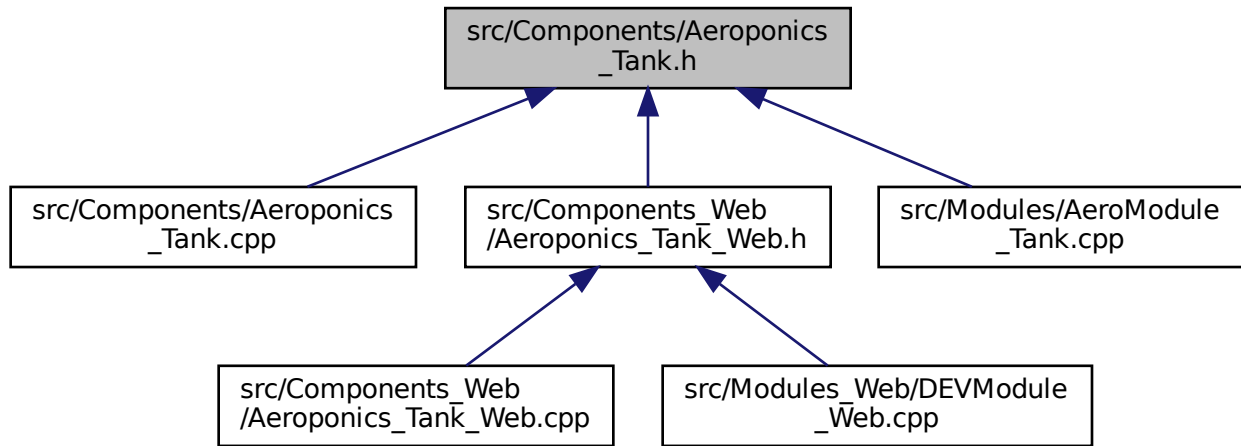 src/Components/Aeroponics
_Tank.h
src/Components/Aeroponics
_Tank.cpp
src/Components_Web
/Aeroponics_Tank_Web.h
src/Modules/AeroModule
_Tank.cpp
src/Components_Web
/Aeroponics_Tank_Web.cpp
src/Modules_Web/DEVModule
_Web.cpp